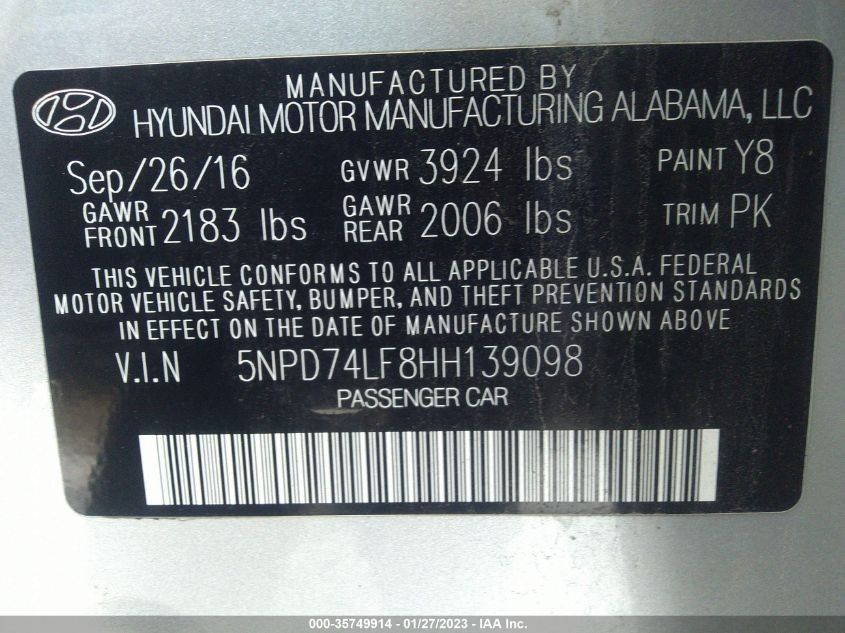 MANUFACTURED BY
HYUNDAI MOTOR MANUFACTURING ALABAMA, LLC
Sep/26/16 GVWR 3924 lbs PAINT Y8
GAWR FRONT 2183 lbs GAWR REAR 2006 lbs TRIM PK
THIS VEHICLE CONFORMS TO ALL APPLICABLE U.S.A. FEDERAL
MOTOR VEHICLE SAFETY, BUMPER, AND THEFT PREVENTION STANDARDS
IN EFFECT ON THE DATE OF MANUFACTURE SHOWN ABOVE
V.I.N 5NPD74LF8HH139098
PASSENGER CAR
000-35749914 - 01/27/2023 - IAA Inc.